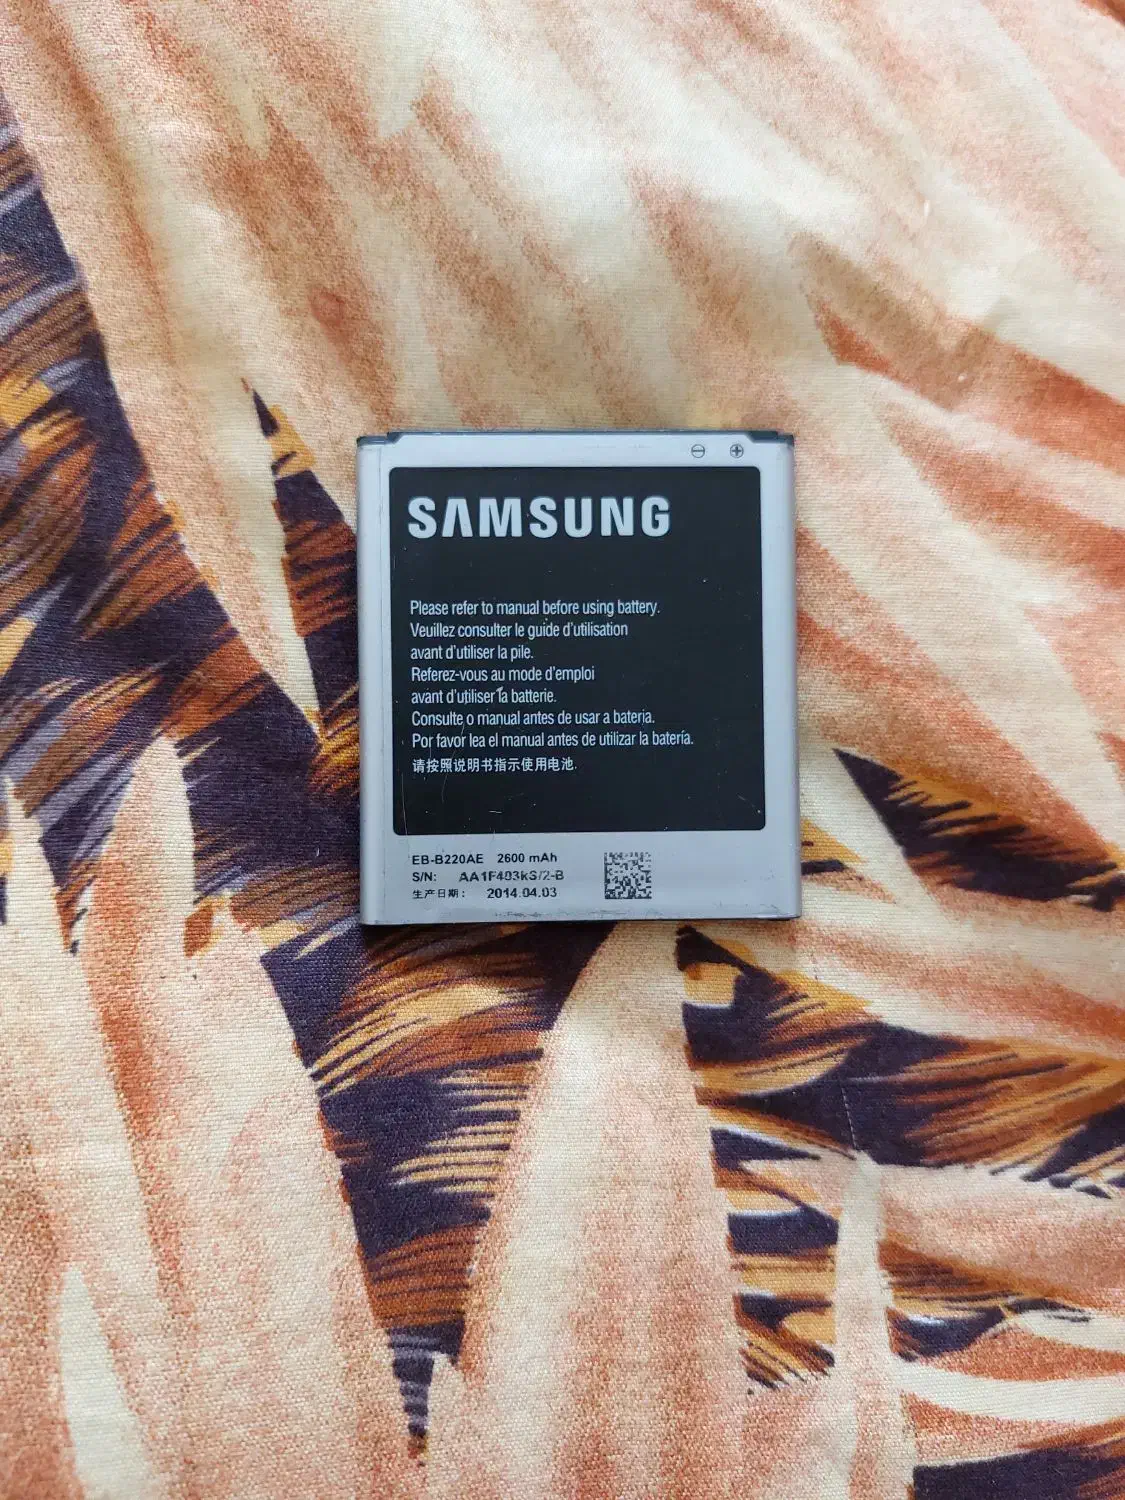 ⊖ ⊕
SAMSUNG
Please refer to manual before using battery.
Veuillez consulter le guide d'utilisation
avant d'utiliser la pile.
Referez-vous au mode d'emploi
avant d'utiliser la batterie.
Consulte o manual antes de usar a bateria.
Por favor lea el manual antes de utilizar la batería.
请按照说明书指示使用电池.
EB-B220AE 2600 mAh
S/N: AA1F403kS/2-B
生产日期: 2014.04.03